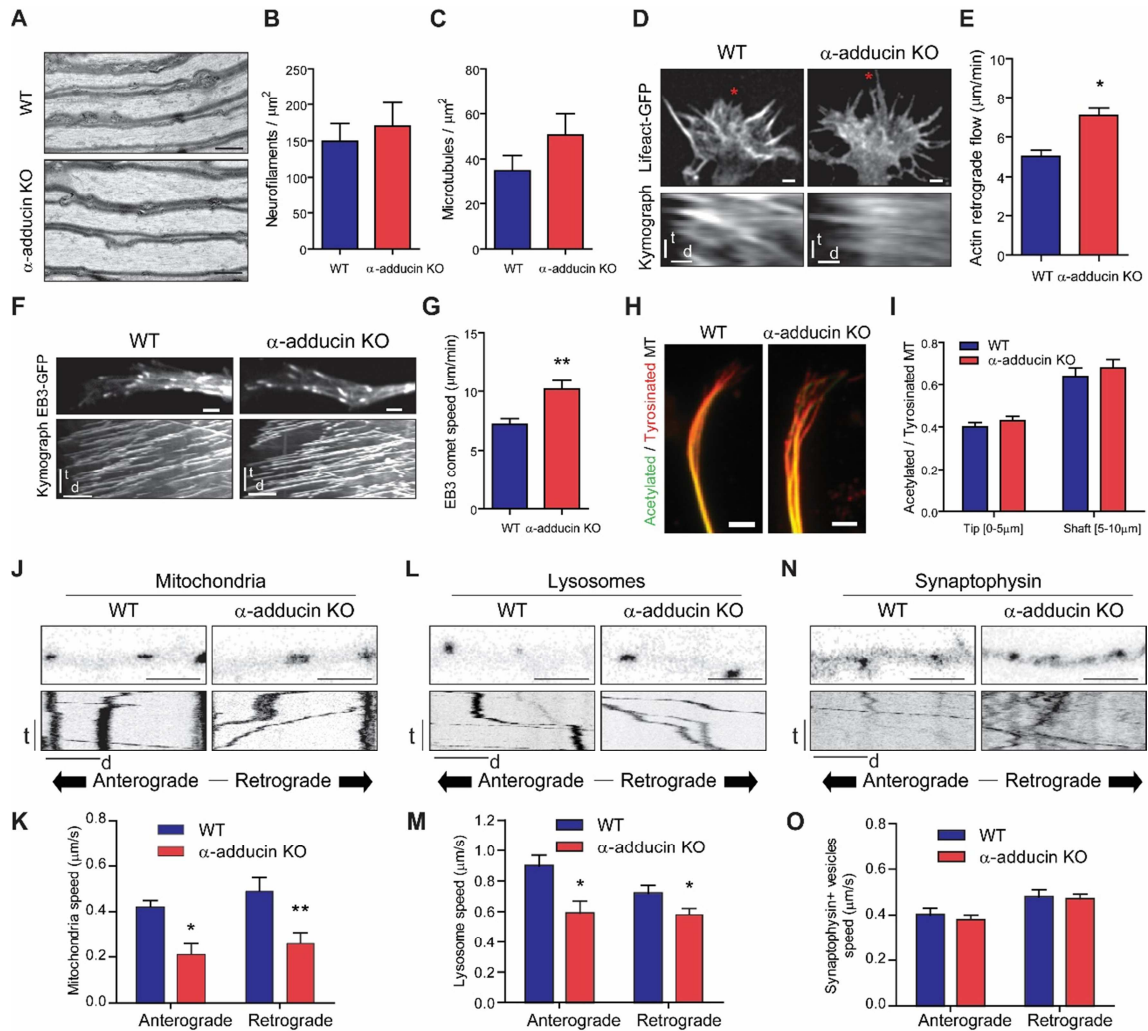 A
WT
α-adducin KO
B
Neurofilaments / μm²
250
200
150
100
50
0
WT α-adducin KO
C
Microtubules / μm²
80
60
40
20
0
WT α-adducin KO
D
WT α-adducin KO
Lifeact-GFP
*
*
Kymograph
t
d
t
d
E
Actin retrograde flow (μm/min)
10
8
6
4
2
0
*
WT α-adducin KO
F
WT α-adducin KO
EB3-GFP
Kymograph
t
d
t
d
G
EB3 comet speed (μm/min)
15
10
5
0
**
WT α-adducin KO
H
WT α-adducin KO
Acetylated / Tyrosinated MT
I
WT
α-adducin KO
Acetylated / Tyrosinated MT
0.8
0.6
0.4
0.2
0.0
Tip [0-5μm] Shaft [5-10μm]
J
Mitochondria
WT α-adducin KO
t
d
Anterograde — Retrograde
L
Lysosomes
WT α-adducin KO
t
d
Anterograde — Retrograde
N
Synaptophysin
WT α-adducin KO
t
d
Anterograde — Retrograde
K
Mitochondria speed (μm/s)
0.8
0.6
0.4
0.2
0.0
WT
α-adducin KO
*
**
Anterograde Retrograde
M
Lysosome speed (μm/s)
1.2
1.0
0.8
0.6
0.4
0.2
0.0
WT
α-adducin KO
*
*
Anterograde Retrograde
O
Synaptophysin+ vesicles
speed (μm/s)
0.8
0.6
0.4
0.2
0.0
WT
α-adducin KO
Anterograde Retrograde